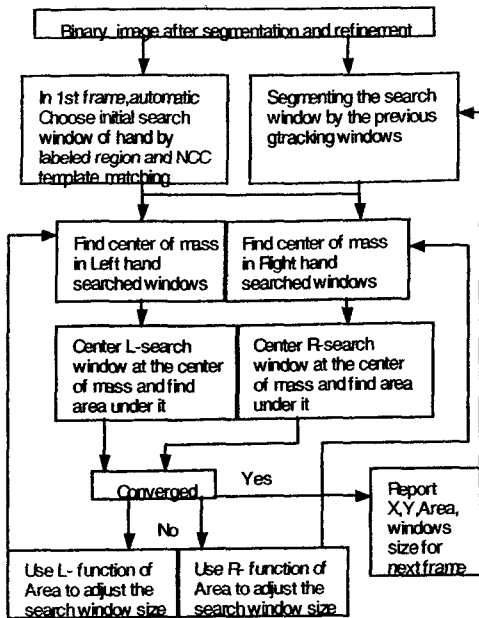 Binary image after segmentation and refinement
In 1st frame,automatic
Choose initial search
window of hand by
labeled region and NCC
template matching
Segmenting the search
window by the previous
gtracking windows
Find center of mass
in Left hand
searched windows
Find center of mass
in Right hand
searched windows
Center L-search
window at the center
of mass and find
area under it
Center R-search
window at the center
of mass and find area
under it
Converged
Yes
No
Report
X,Y,Area,
windows
size for
next frame
Use L- function of
Area to adjust the
search window size
Use R- function of
Area to adjust the
search window size